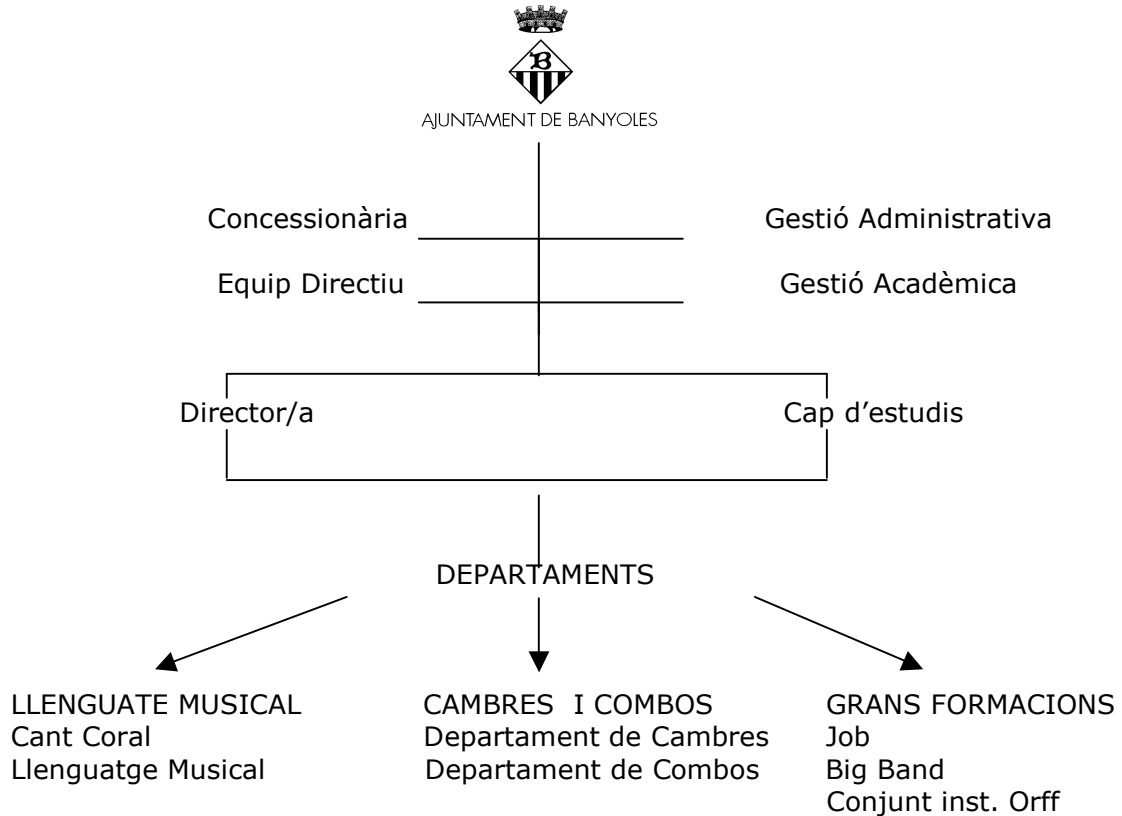 B
AJUNTAMENT DE BANYOLES
Concessionària Gestió Administrativa
Equip Directiu Gestió Acadèmica
Director/a Cap d’estudis
DEPARTAMENTS
LLENGUATE MUSICAL CAMBRES I COMBOS GRANS FORMACIONS
Cant Coral Departament de Cambres Job
Llenguatge Musical Departament de Combos Big Band
Conjunt inst. Orff